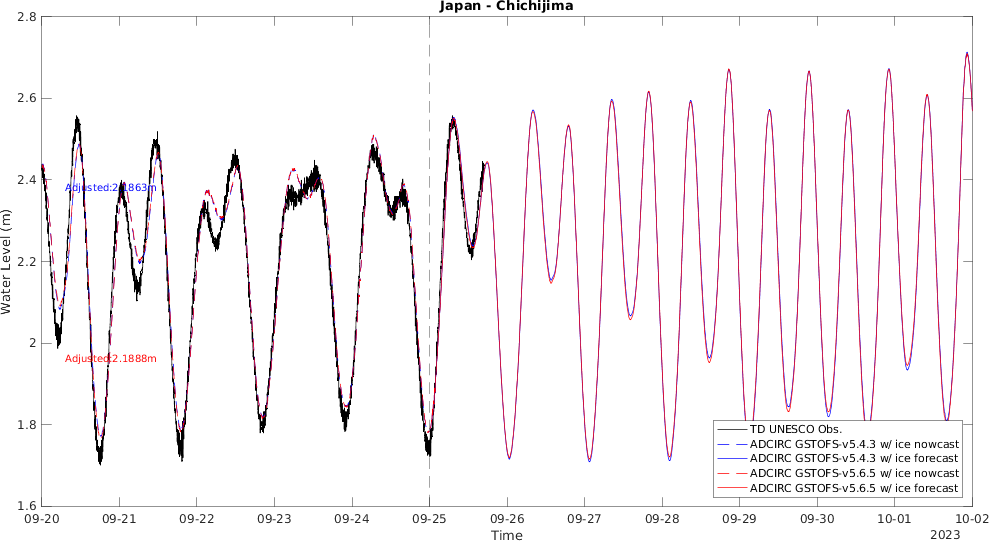 Japan - Chichijima
2.8
2.6
2.4
2.2
2
1.8
1.6
Water Level (m)
Adjusted:2.1863m
Adjusted:2.1888m
TD UNESCO Obs.
ADCIRC GSTOFS-v5.4.3 w/ ice nowcast
ADCIRC GSTOFS-v5.4.3 w/ ice forecast
ADCIRC GSTOFS-v5.6.5 w/ ice nowcast
ADCIRC GSTOFS-v5.6.5 w/ ice forecast
09-20 09-21 09-22 09-23 09-24 09-25 09-26 09-27 09-28 09-29 09-30 10-01 10-02
Time
2023